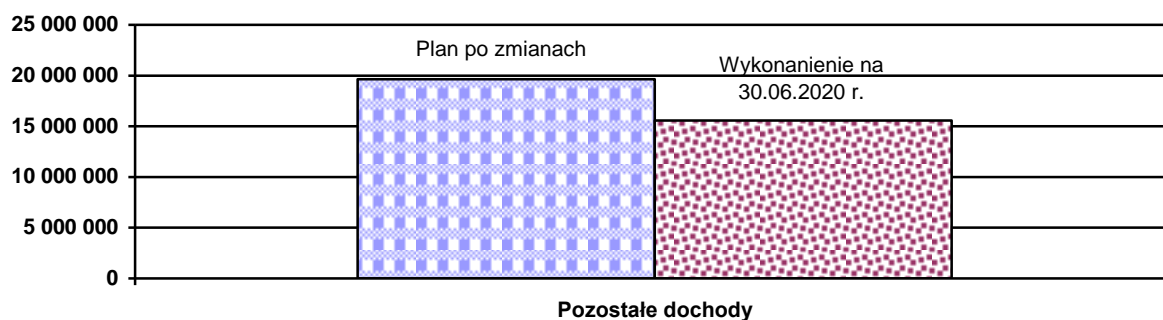 25 000 000
Plan po zmianach
20 000 000
Wykonanienie na
30.06.2020 r.
15 000 000
10 000 000
5 000 000
0
Pozostałe dochody